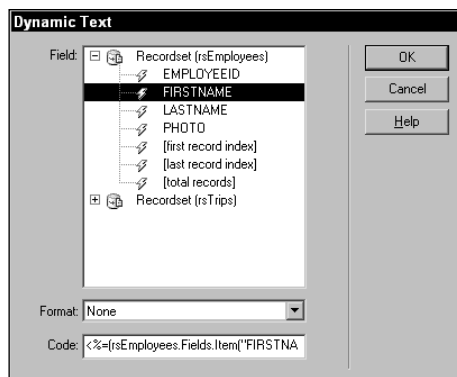 Dynamic Text
Field:
Recordset (rsEmployees)
EMPLOYEEID
FIRSTNAME
LASTNAME
PHOTO
[first record index]
[last record index]
[total records]
Recordset (rsTrips)
OK
Cancel
Help
Format: None
Code: <%=(rsEmployees.Fields.Item("FIRSTNA